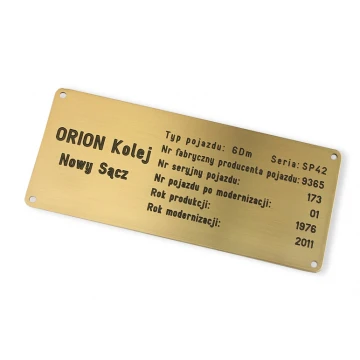 ORION Kolej
Nowy Sącz
Typ pojazdu: 6Dm Seria: SP42
Nr fabryczny producenta pojazdu: 9365
Nr seryjny pojazdu: 173
Nr pojazdu po modernizacji: 01
Rok produkcji: 1976
Rok modernizacji: 2011